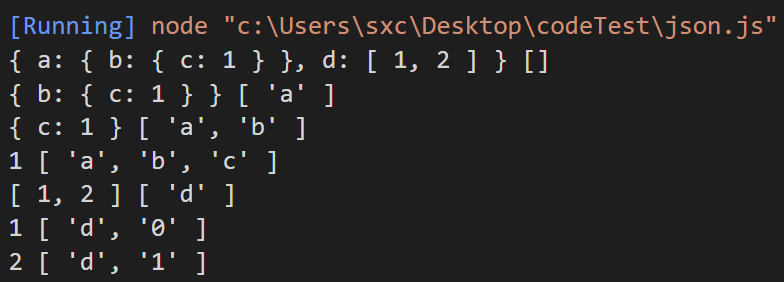 [Running] node "c:\Users\sxc\Desktop\codeTest\json.js"
{ a: { b: { c: 1 } }, d: [ 1, 2 ] } []
{ b: { c: 1 } } [ 'a' ]
{ c: 1 } [ 'a', 'b' ]
1 [ 'a', 'b', 'c' ]
[ 1, 2 ] [ 'd' ]
1 [ 'd', '0' ]
2 [ 'd', '1' ]